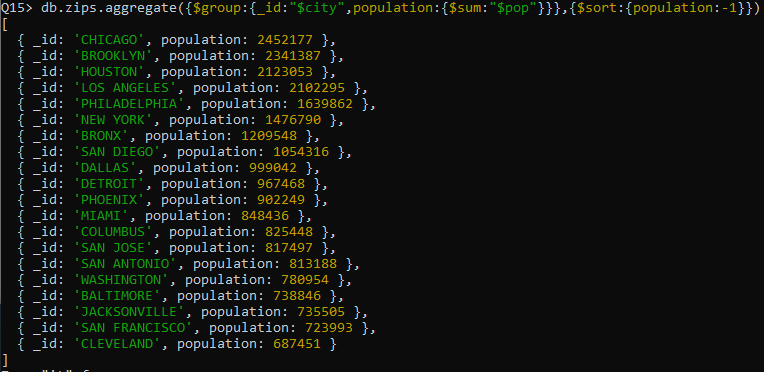 Q15> db.zips.aggregate({$group:{_id:"$city",population:{$sum:"$pop"}}},{$sort:{population:-1}})
[
  { _id: 'CHICAGO', population: 2452177 },
  { _id: 'BROOKLYN', population: 2341387 },
  { _id: 'HOUSTON', population: 2123053 },
  { _id: 'LOS ANGELES', population: 2102295 },
  { _id: 'PHILADELPHIA', population: 1639862 },
  { _id: 'NEW YORK', population: 1476790 },
  { _id: 'BRONX', population: 1209548 },
  { _id: 'SAN DIEGO', population: 1054316 },
  { _id: 'DALLAS', population: 999042 },
  { _id: 'DETROIT', population: 967468 },
  { _id: 'PHOENIX', population: 902249 },
  { _id: 'MIAMI', population: 848436 },
  { _id: 'COLUMBUS', population: 825448 },
  { _id: 'SAN JOSE', population: 817497 },
  { _id: 'SAN ANTONIO', population: 813188 },
  { _id: 'WASHINGTON', population: 780954 },
  { _id: 'BALTIMORE', population: 738846 },
  { _id: 'JACKSONVILLE', population: 735505 },
  { _id: 'SAN FRANCISCO', population: 723993 },
  { _id: 'CLEVELAND', population: 687451 }
]